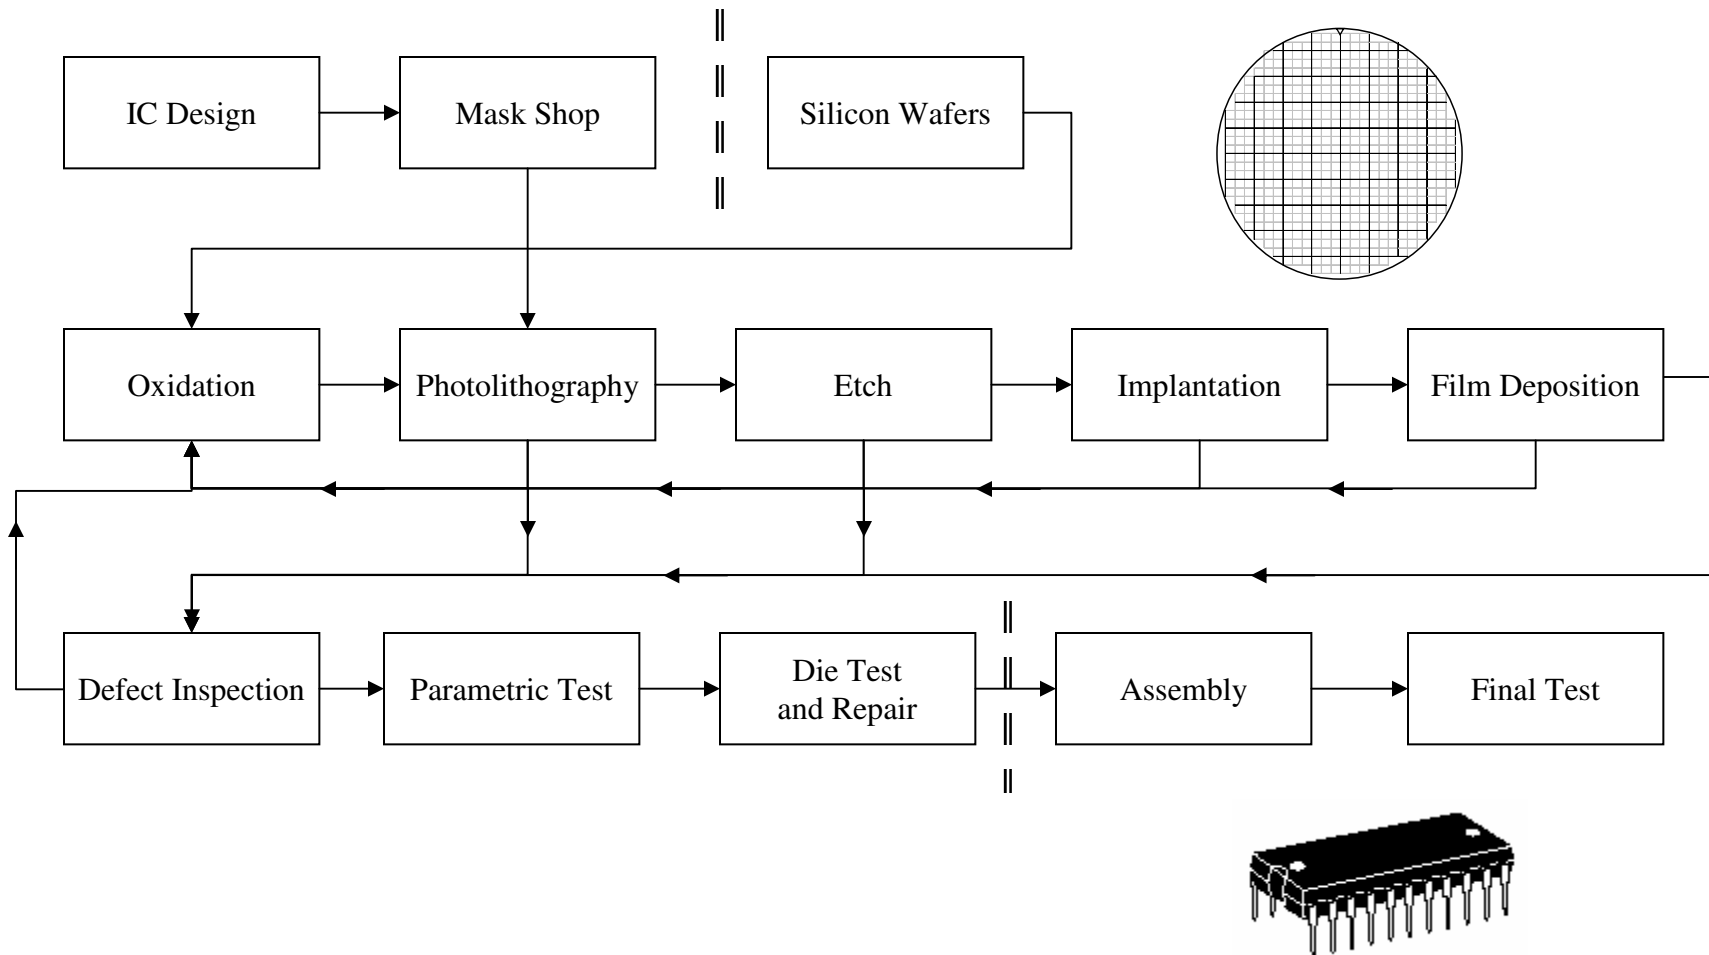 IC Design
Mask Shop
Silicon Wafers
Oxidation
Photolithography
Etch
Implantation
Film Deposition
Defect Inspection
Parametric Test
Die Test
and Repair
Assembly
Final Test